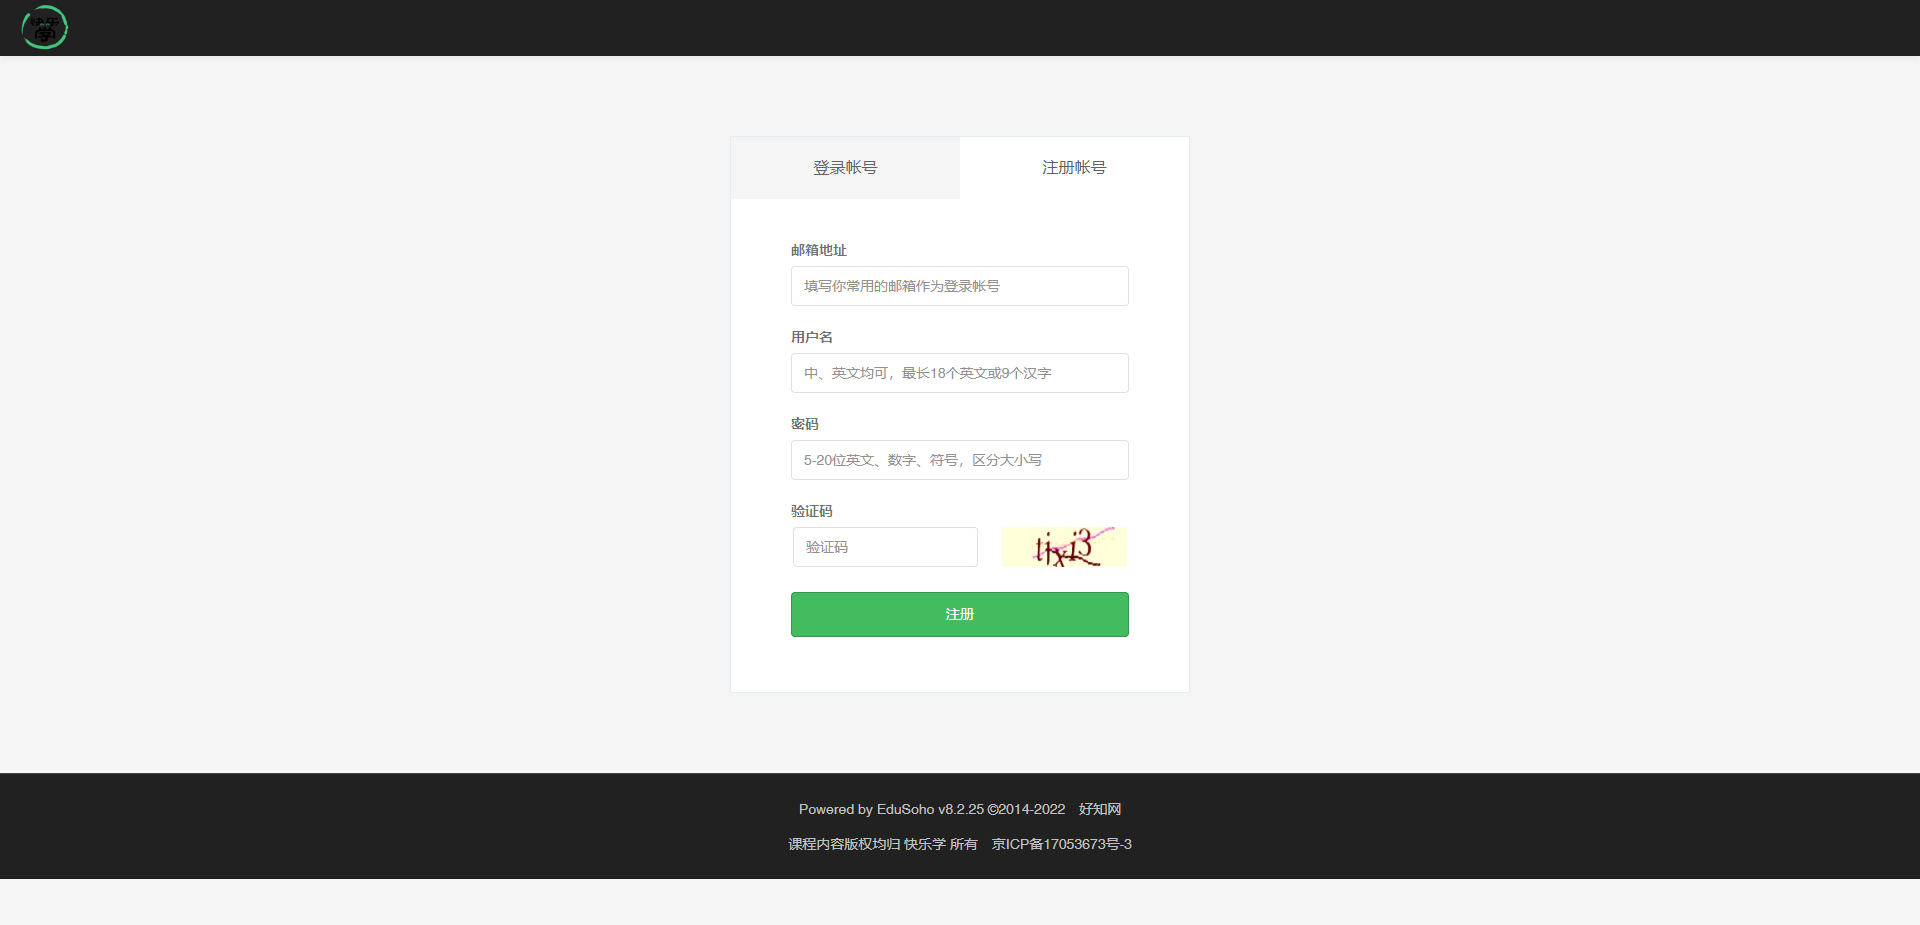 快乐
學
登录帐号
注册帐号
邮箱地址
填写你常用的邮箱作为登录帐号
用户名
中、英文均可，最长18个英文或9个汉字
密码
5-20位英文、数字、符号，区分大小写
验证码
验证码
tjxi3
注册
Powered by EduSoho v8.2.25 ©2014-2022 好知网
课程内容版权均归 快乐学 所有 京ICP备17053673号-3